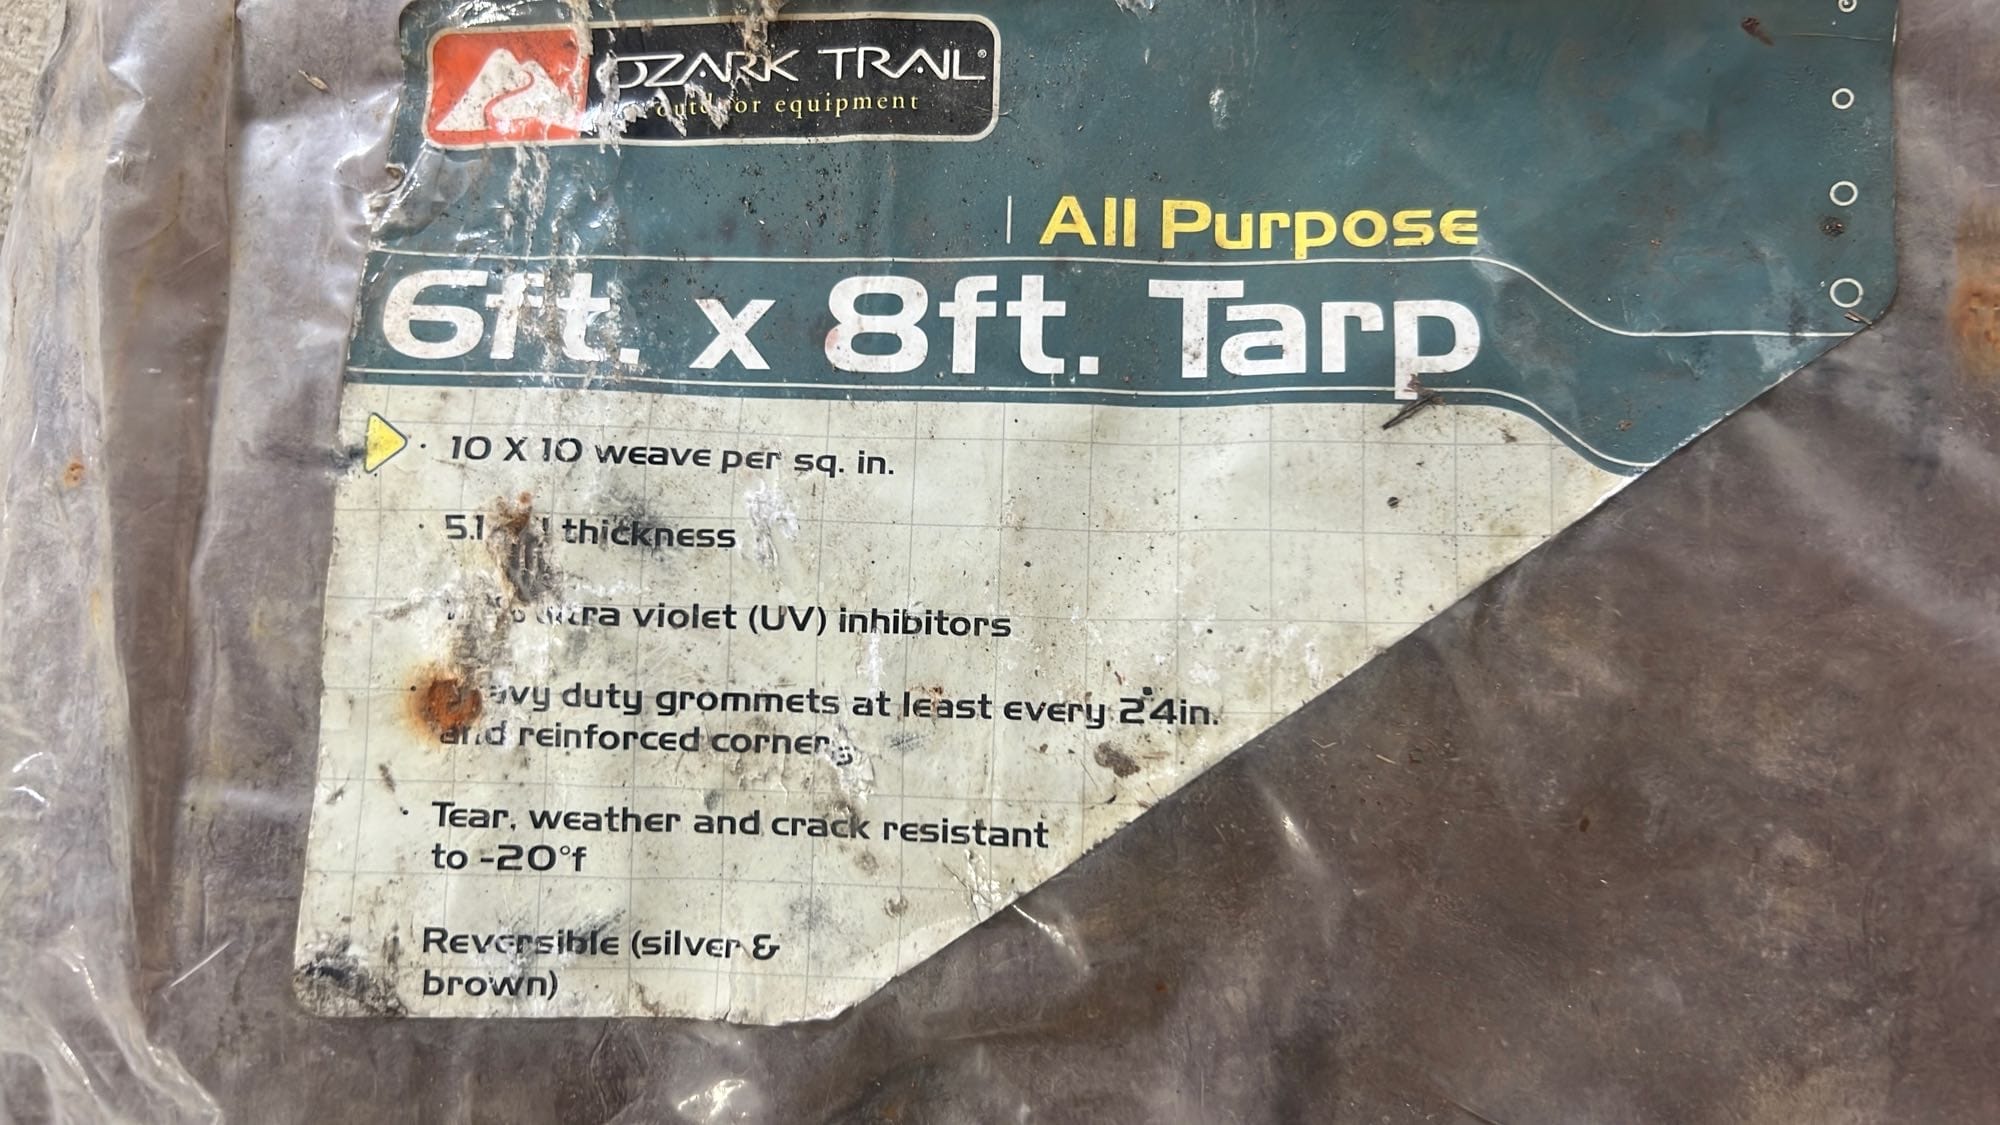 OZARK TRAIL®
outdoor equipment
All Purpose
6ft. x 8ft. Tarp
· 10 X 10 weave per sq. in.
· 5.1 thickness
violet (UV) inhibitors
· duty grommets at least every 24in.
and reinforced corners
· Tear, weather and crack resistant
to -20°f
Reversible (silver &
brown)